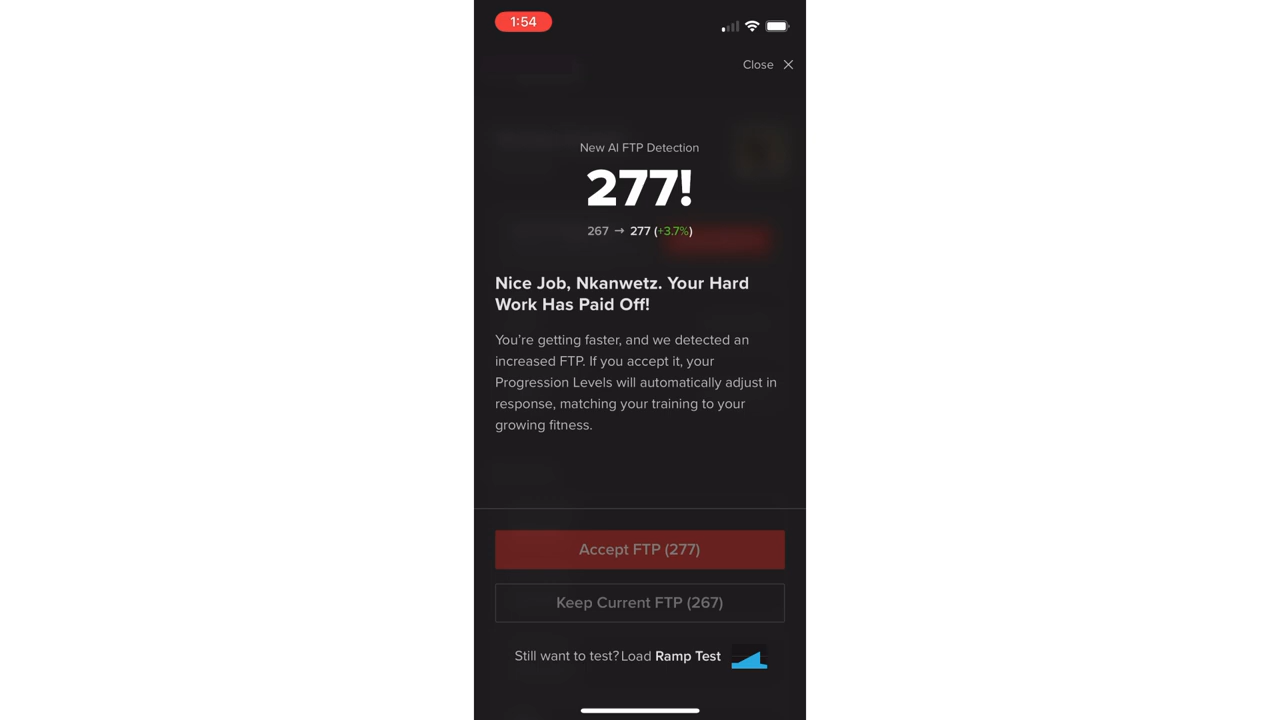 1:54
Close
New AI FTP Detection
277!
267 → 277 (+3.7%)
Nice Job, Nkanwetz. Your Hard
Work Has Paid Off!
You’re getting faster, and we detected an
increased FTP. If you accept it, your
Progression Levels will automatically adjust in
response, matching your training to your
growing fitness.
Accept FTP (277)
Keep Current FTP (267)
Still want to test? Load Ramp Test